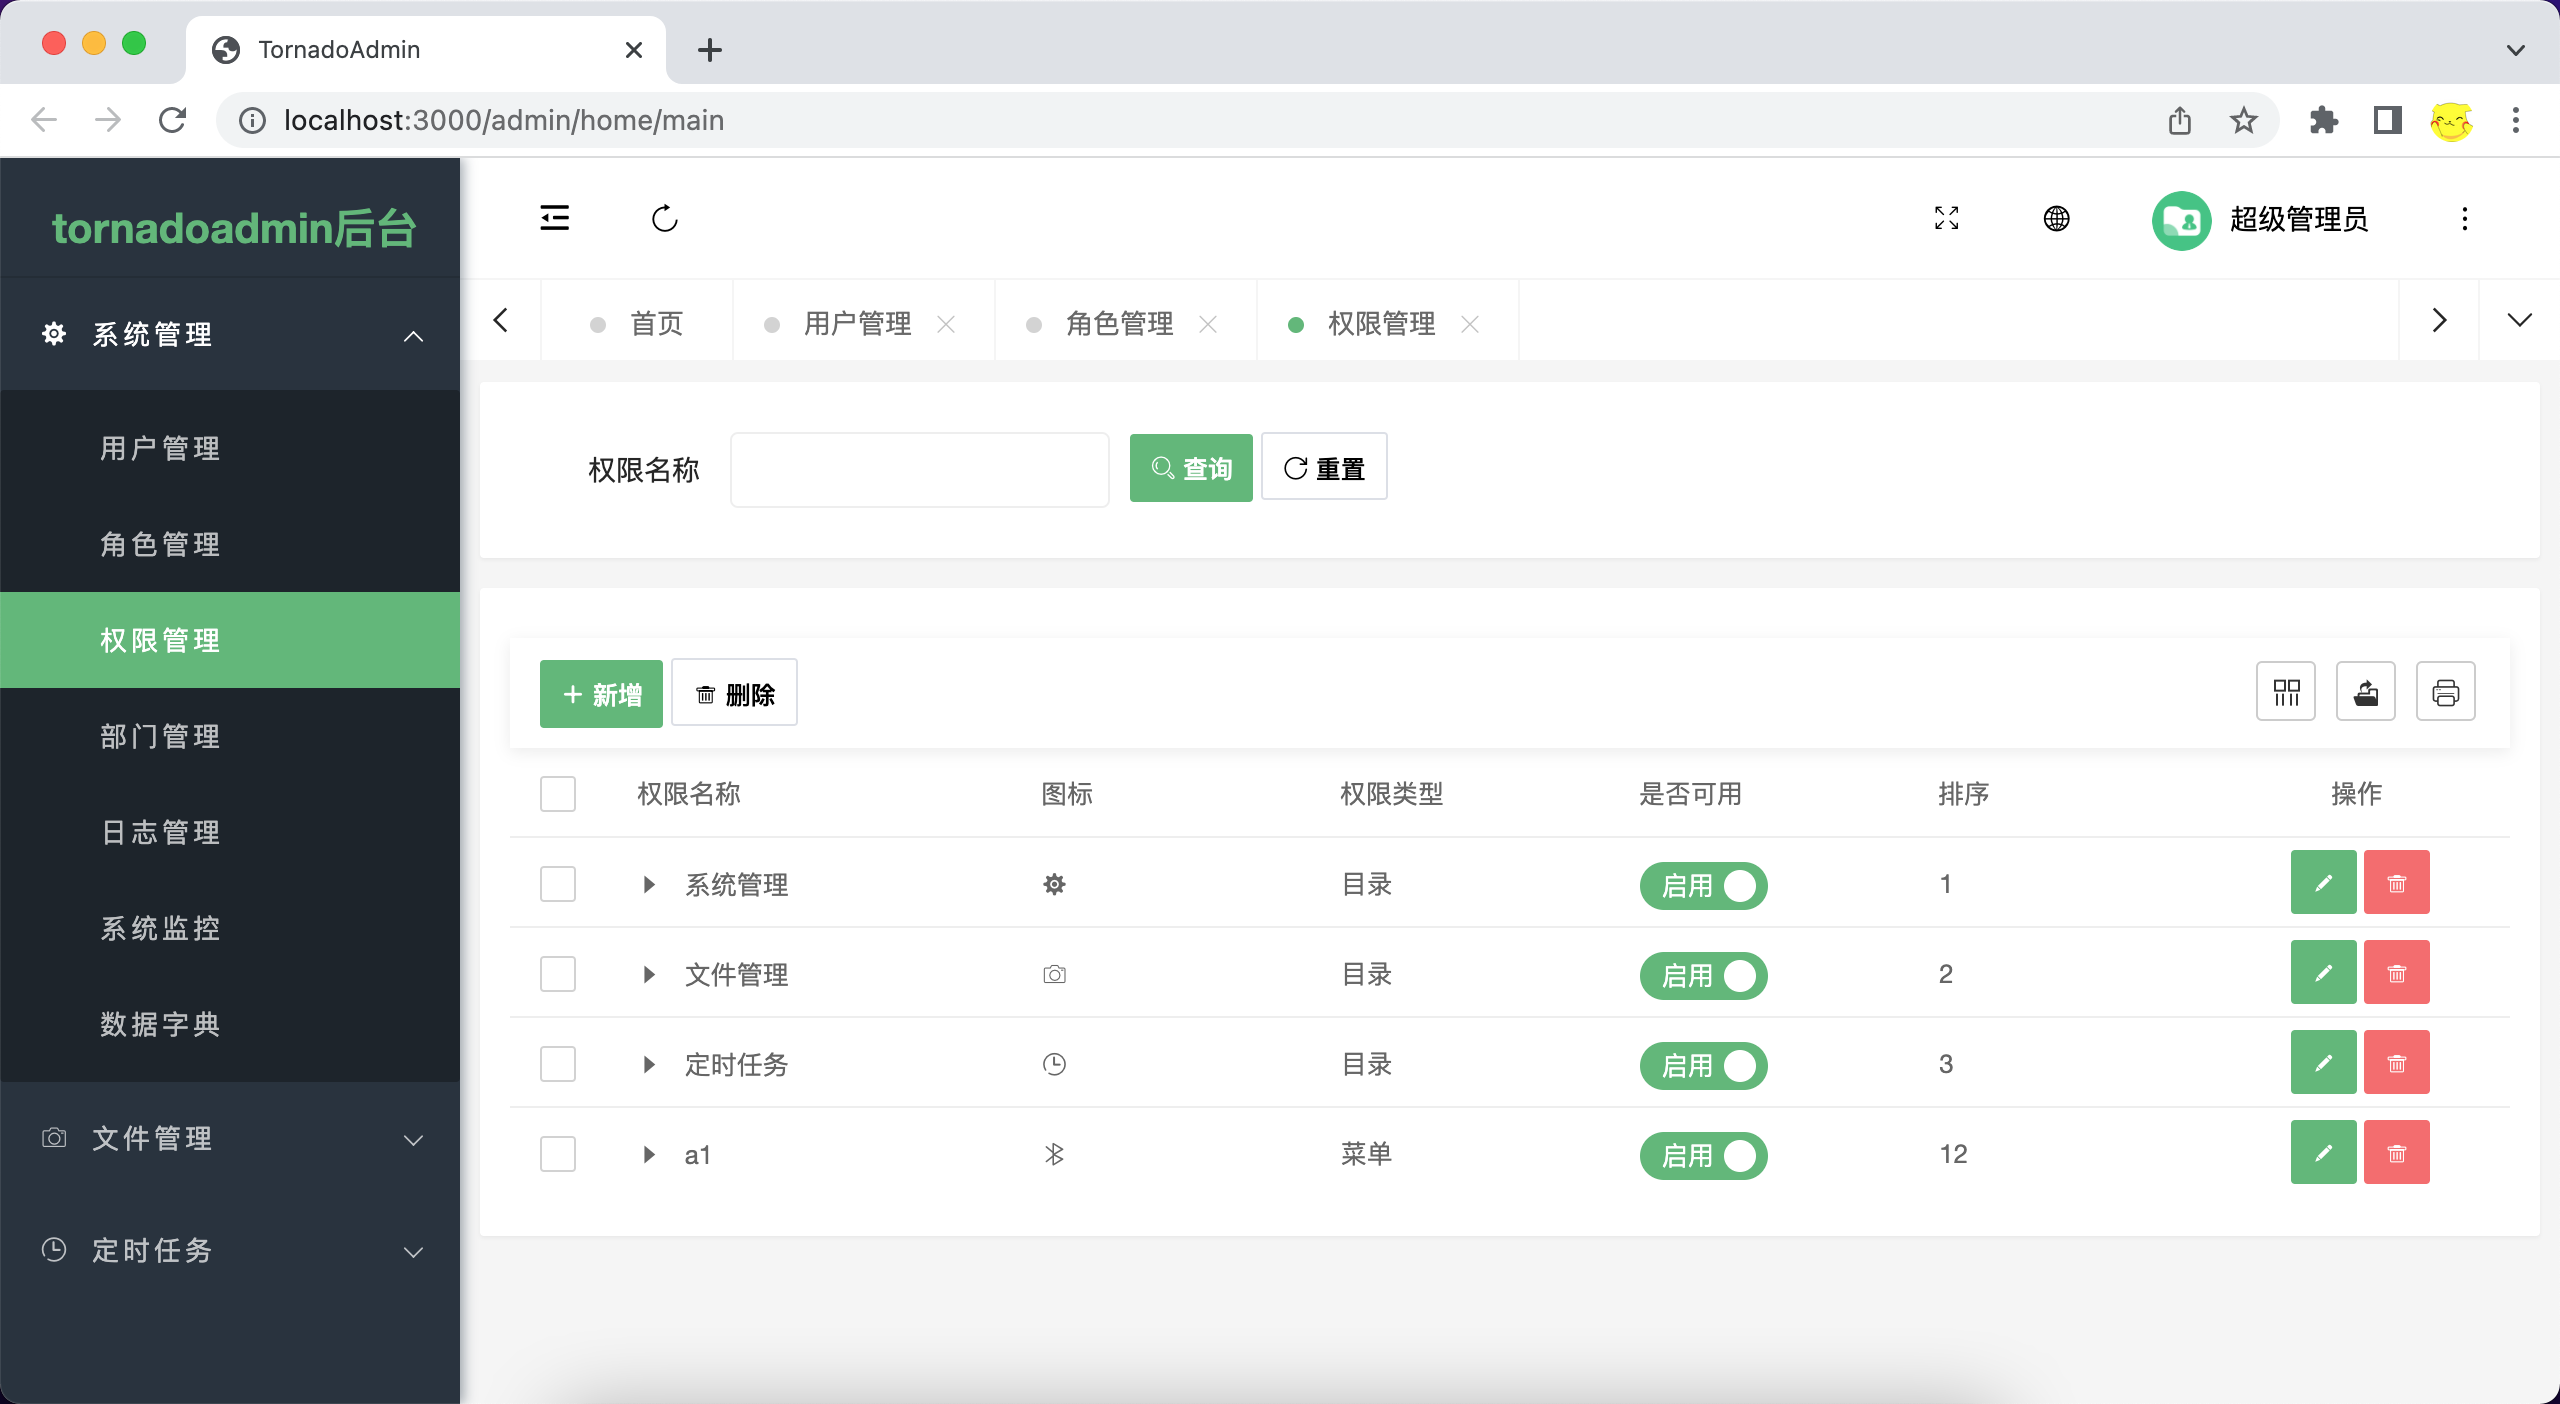 TornadoAdmin
localhost:3000/admin/home/main
tornadoadmin后台
超级管理员
首页 用户管理 角色管理 权限管理
系统管理
用户管理
角色管理
权限管理
部门管理
日志管理
系统监控
数据字典
文件管理
定时任务
权限名称 查询 重置
新增 删除
权限名称 图标 权限类型 是否可用 排序 操作
系统管理 目录 启用 1
文件管理 目录 启用 2
定时任务 目录 启用 3
a1 菜单 启用 12